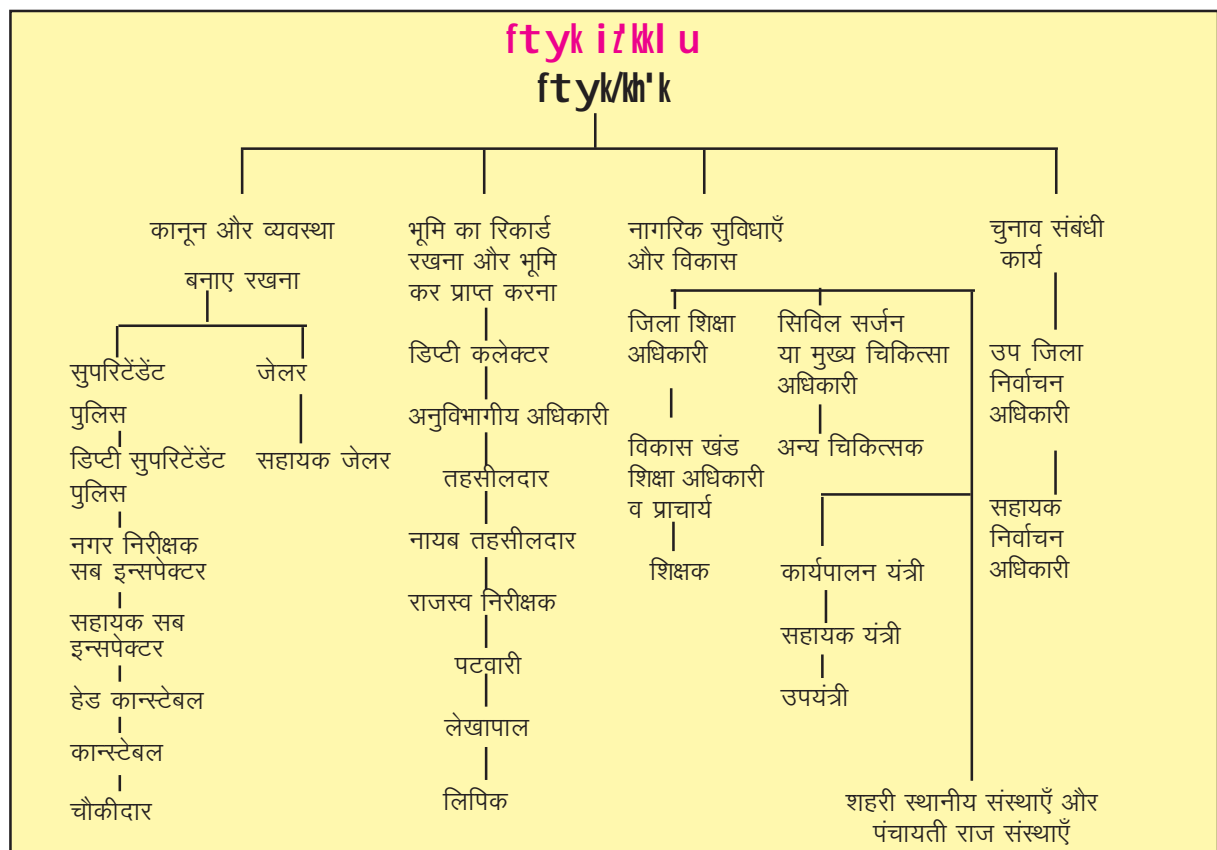 ftyk iz'kklu
ftyk/kh'k
कानून और व्यवस्था
बनाए रखना
सुपरिटेंडेंट
पुलिस
डिप्टी सुपरिटेंडेंट
पुलिस
नगर निरीक्षक
सब इन्सपेक्टर
सहायक सब
इन्सपेक्टर
हेड कान्स्टेबल
कान्स्टेबल
चौकीदार
जेलर
सहायक जेलर
भूमि का रिकार्ड
रखना और भूमि
कर प्राप्त करना
डिप्टी कलेक्टर
अनुविभागीय अधिकारी
तहसीलदार
नायब तहसीलदार
राजस्व निरीक्षक
पटवारी
लेखापाल
लिपिक
नागरिक सुविधाएँ
और विकास
जिला शिक्षा
अधिकारी
विकास खंड
शिक्षा अधिकारी
व प्राचार्य
शिक्षक
सिविल सर्जन
या मुख्य चिकित्सा
अधिकारी
अन्य चिकित्सक
कार्यपालन यंत्री
सहायक यंत्री
उपयंत्री
शहरी स्थानीय संस्थाएँ और
पंचायती राज संस्थाएँ
चुनाव संबंधी
कार्य
उप जिला
निर्वाचन
अधिकारी
सहायक
निर्वाचन
अधिकारी